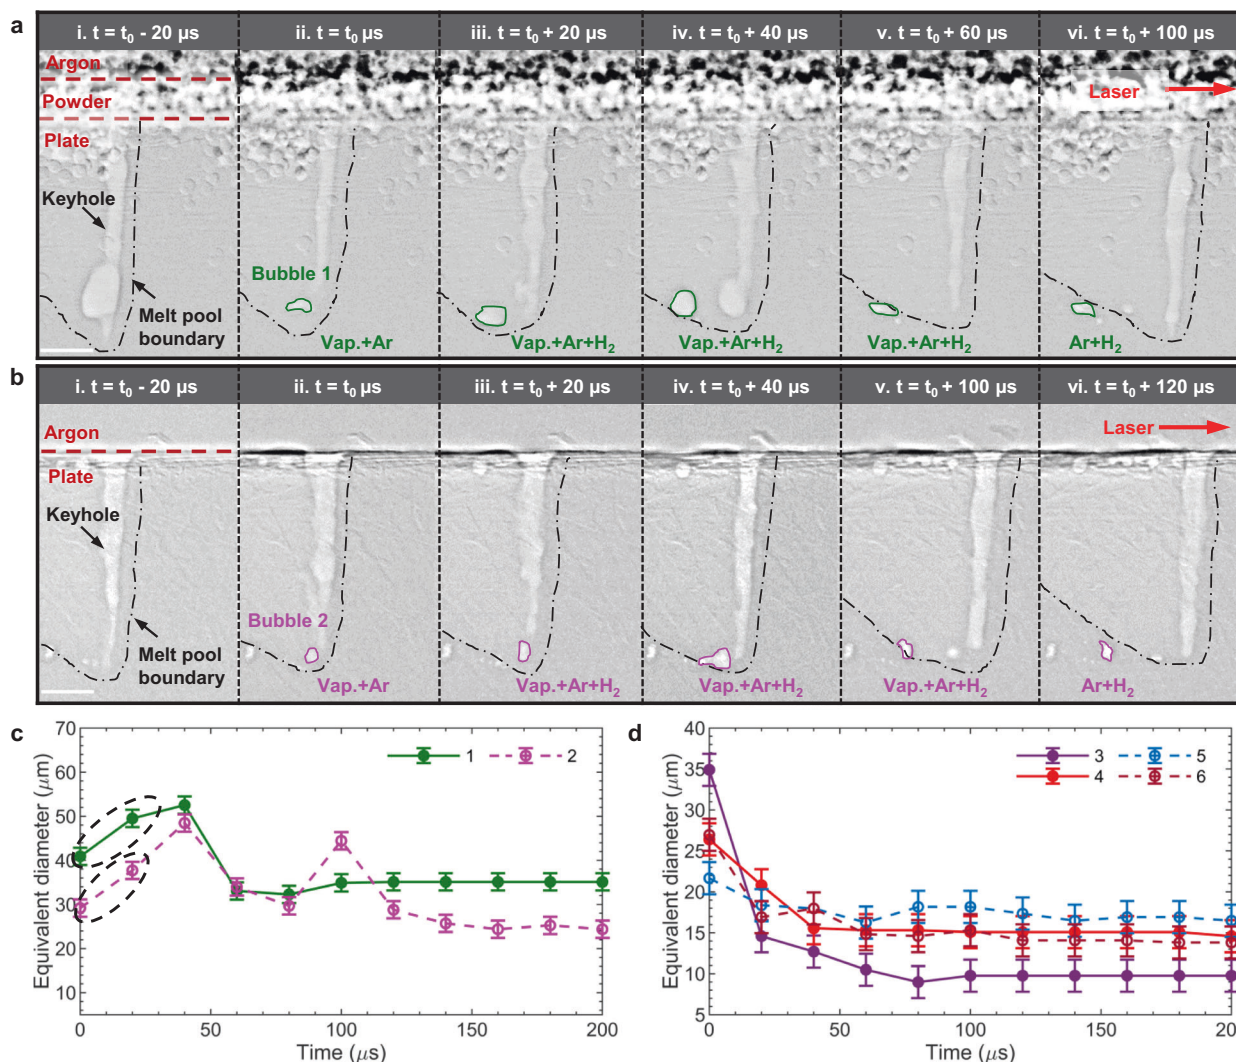 a
i. t = t₀ - 20 µs
ii. t = t₀ µs
iii. t = t₀ + 20 µs
iv. t = t₀ + 40 µs
v. t = t₀ + 60 µs
vi. t = t₀ + 100 µs
Argon
Powder
Plate
Keyhole
Melt pool
boundary
Bubble 1
Vap.+Ar
Vap.+Ar+H₂
Vap.+Ar+H₂
Vap.+Ar+H₂
Ar+H₂
Laser
b
i. t = t₀ - 20 µs
ii. t = t₀ µs
iii. t = t₀ + 20 µs
iv. t = t₀ + 40 µs
v. t = t₀ + 100 µs
vi. t = t₀ + 120 µs
Argon
Plate
Keyhole
Melt pool
boundary
Bubble 2
Vap.+Ar
Vap.+Ar+H₂
Vap.+Ar+H₂
Vap.+Ar+H₂
Ar+H₂
Laser
c
70
60
50
40
30
20
10
Equivalent diameter (µm)
1
2
0
50
100
150
200
Time (µs)
d
40
35
30
25
20
15
10
5
Equivalent diameter (µm)
3
5
4
6
0
50
100
150
200
Time (µs)